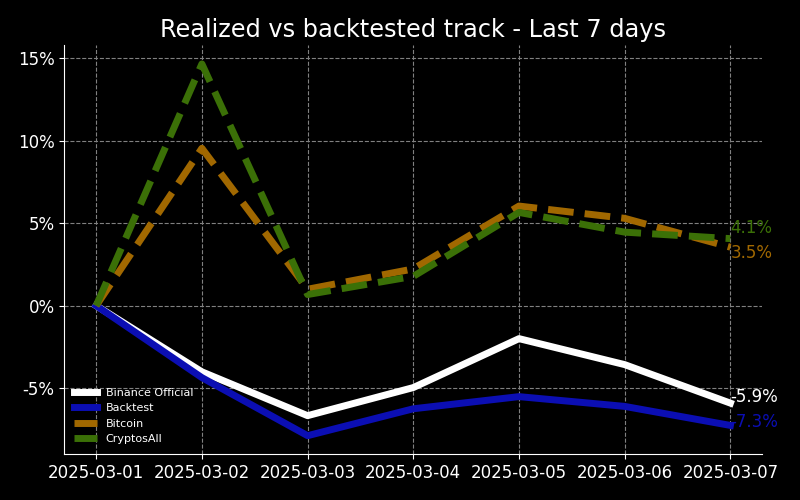 Realized vs backtested track - Last 7 days
15%
10%
5%
0%
-5%
4.1%
3.5%
-5.9%
-7.3%
Binance Official
Backtest
Bitcoin
CryptosAll
2025-03-01 2025-03-02 2025-03-03 2025-03-04 2025-03-05 2025-03-06 2025-03-07